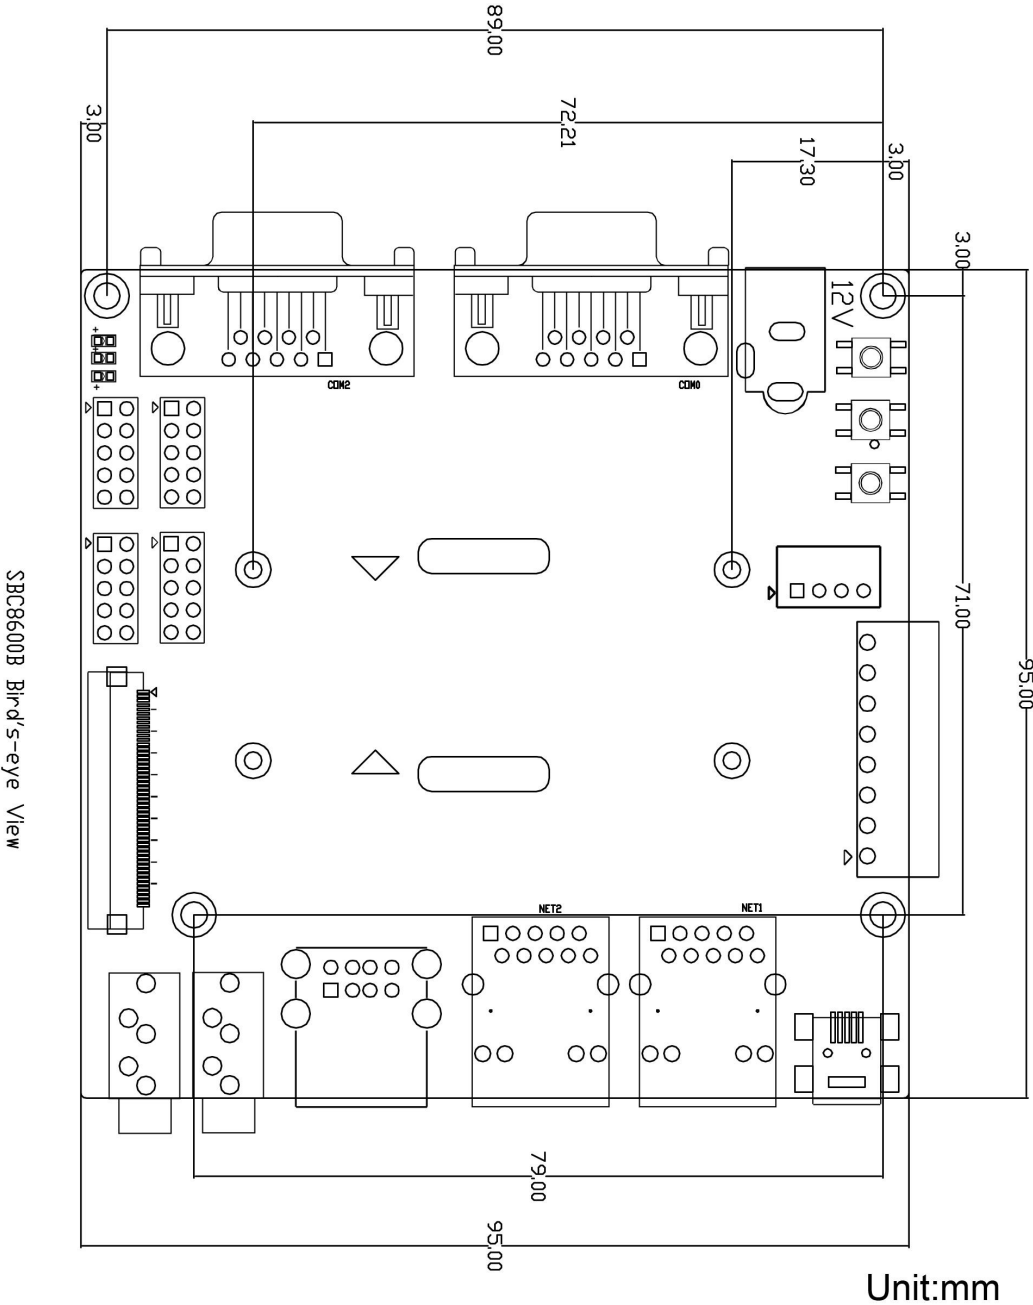 89,00
3,00
72,21
17,30
3,00
3,00
12V
COM2
COM0
71,00
95,00
SBC8600B Bird's-eye View
NET2
NET1
79,00
95,00
Unit:mm